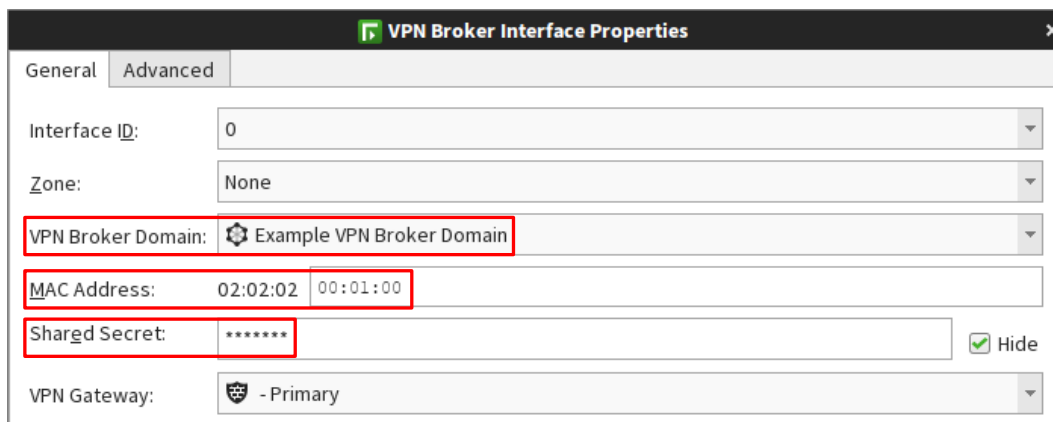 VPN Broker Interface Properties
General Advanced
Interface ID: 0
Zone: None
VPN Broker Domain: Example VPN Broker Domain
MAC Address: 02:02:02 00:01:00
Shared Secret: ******* Hide
VPN Gateway: - Primary